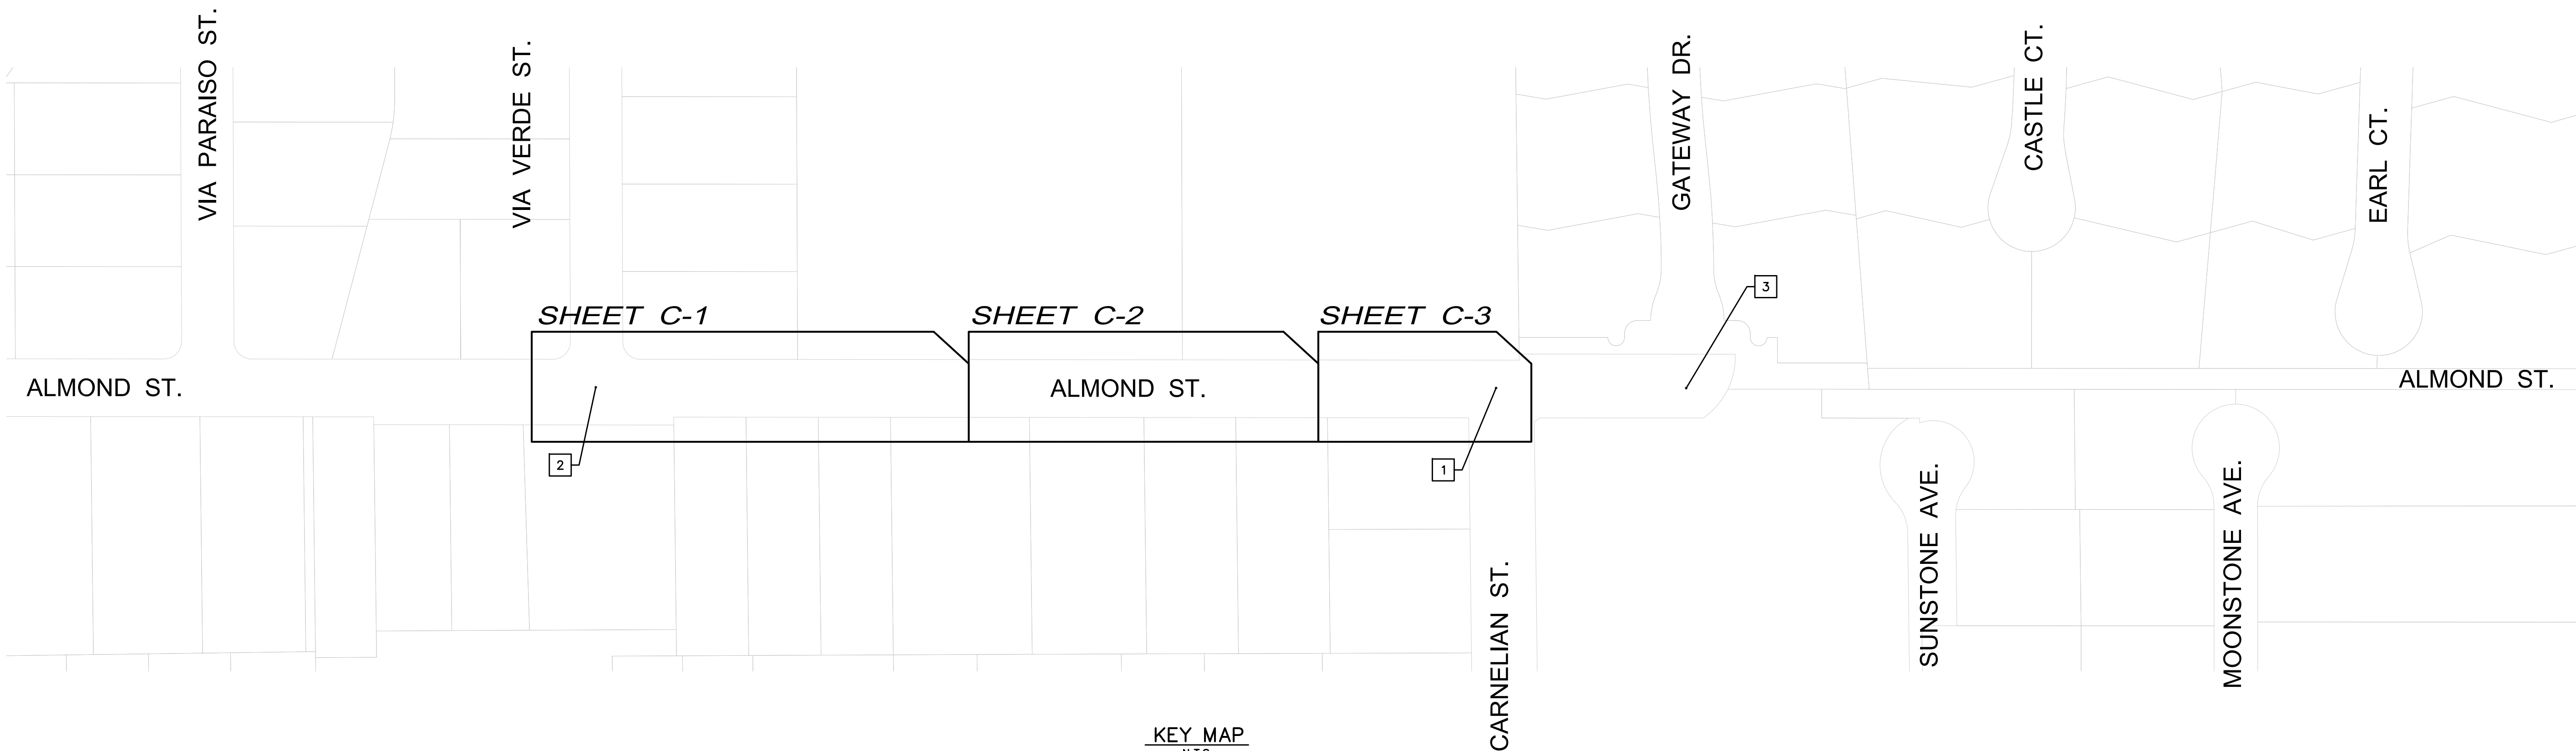 VIA PARAISO ST.
VIA VERDE ST.
GATEWAY DR.
CASTLE CT.
EARL CT.
3
SHEET C-1
SHEET C-2
SHEET C-3
ALMOND ST.
ALMOND ST.
ALMOND ST.
2
1
CARNELIAN ST.
SUNSTONE AVE.
MOONSTONE AVE.
KEY MAP